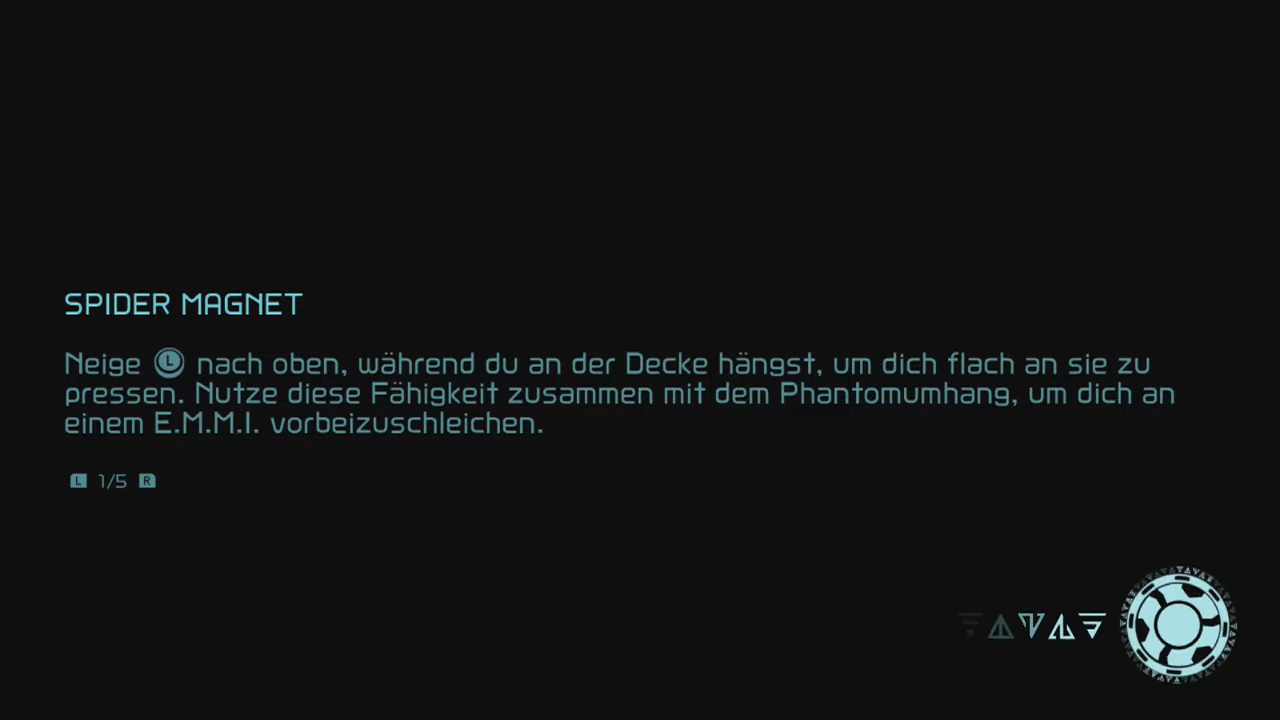 SPIDER MAGNET
Neige L nach oben, während du an der Decke hängst, um dich flach an sie zu
pressen. Nutze diese Fähigkeit zusammen mit dem Phantomumhang, um dich an
einem E.M.M.I. vorbeizuschleichen.
L 1/5 R